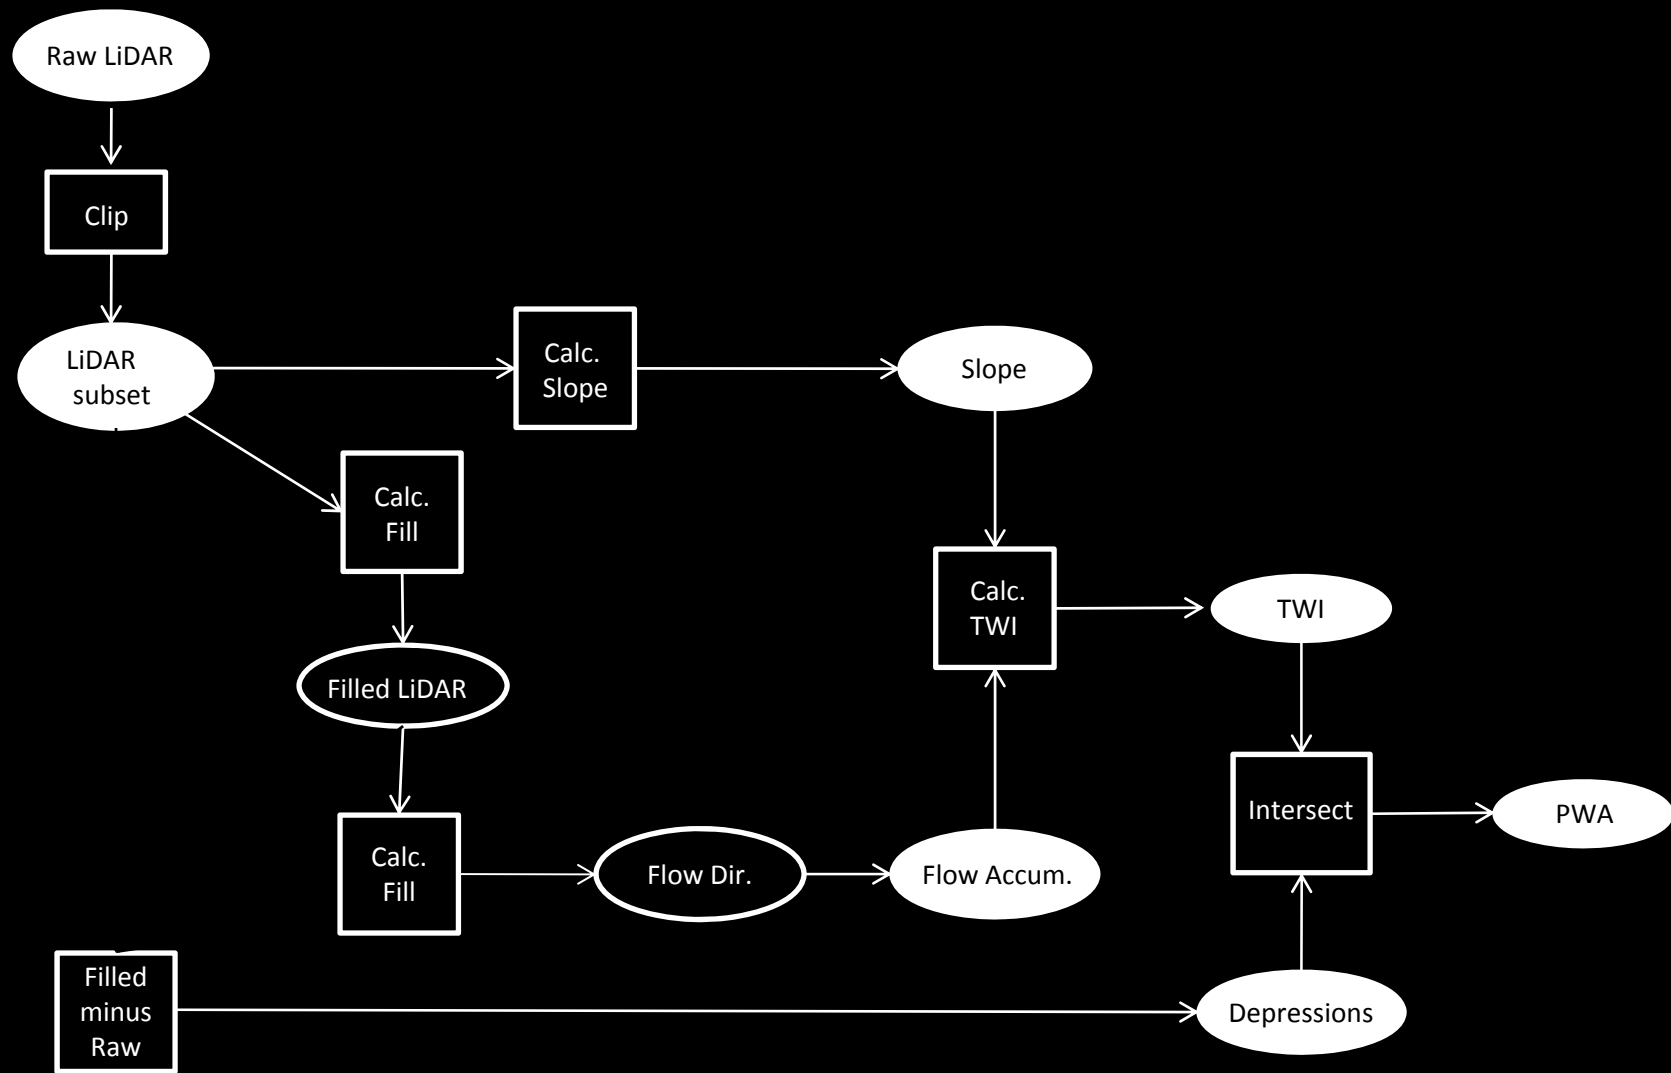 Raw LiDAR
Clip
LiDAR
subset
Calc.
Slope
Slope
Calc.
Fill
Filled LiDAR
Calc.
TWI
TWI
Calc.
Fill
Flow Dir.
Flow Accum.
Intersect
PWA
Filled
minus
Raw
Depressions